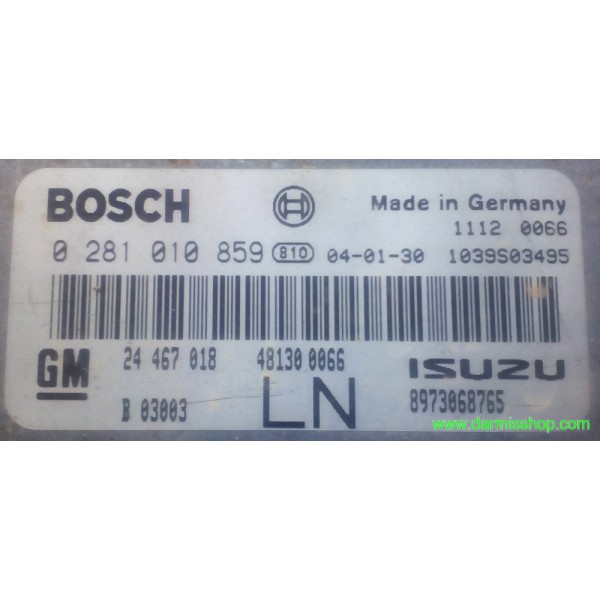 BOSCH Made in Germany
1112 0066
0 281 010 859 810 04-01-30 1039S03495
GM 24 467 018 48130 0066 ISUZU
B 03003 LN 8973068765
www.darmisshop.com